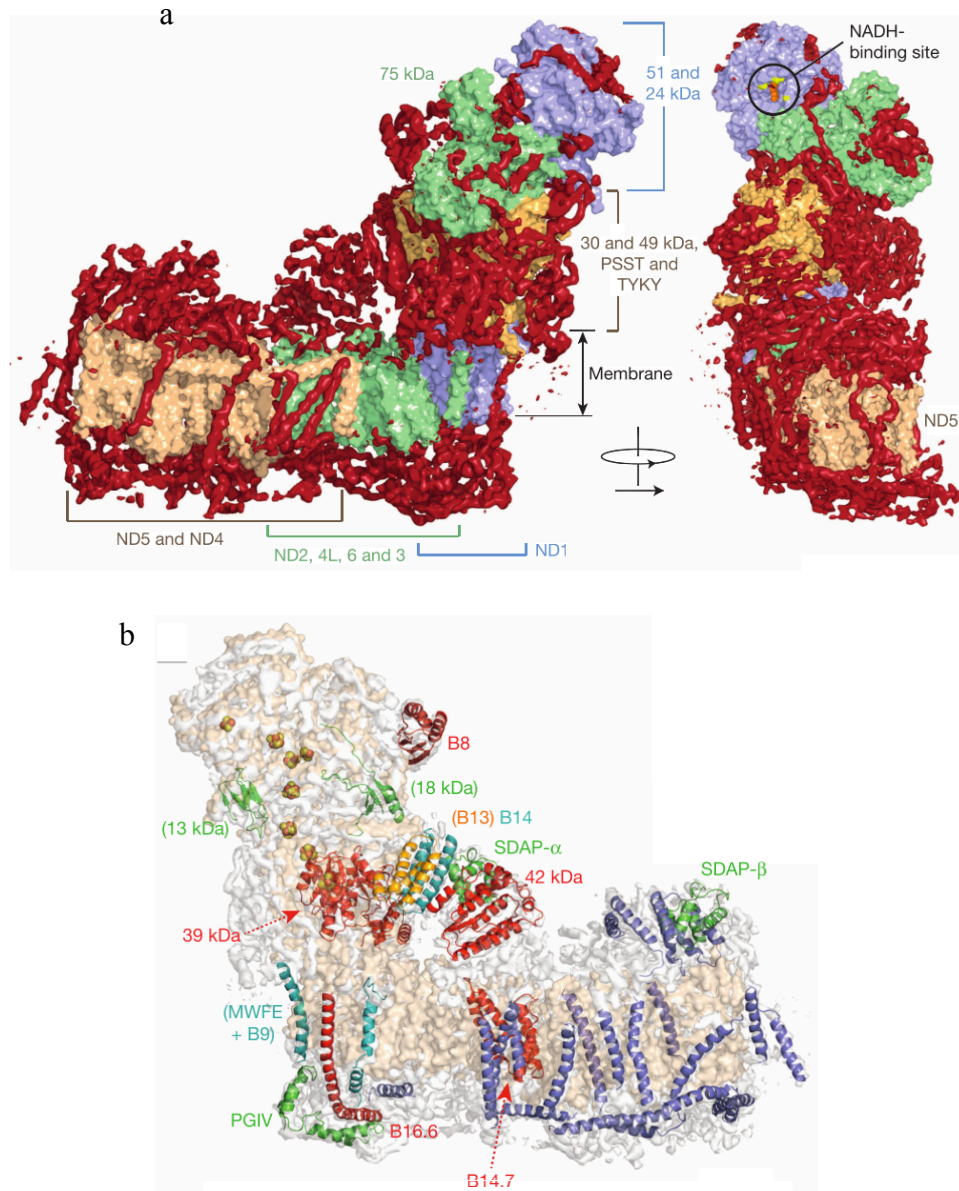 a
75 kDa
51 and
24 kDa
NADH-
binding site
30 and 49 kDa,
PSST and
TYKY
Membrane
ND5
ND5 and ND4
ND2, 4L, 6 and 3
ND1
b
B8
(18 kDa)
(13 kDa)
(B13) B14
SDAP-α
42 kDa
SDAP-β
39 kDa
(MWFE
+ B9)
PGIV
B16.6
B14.7